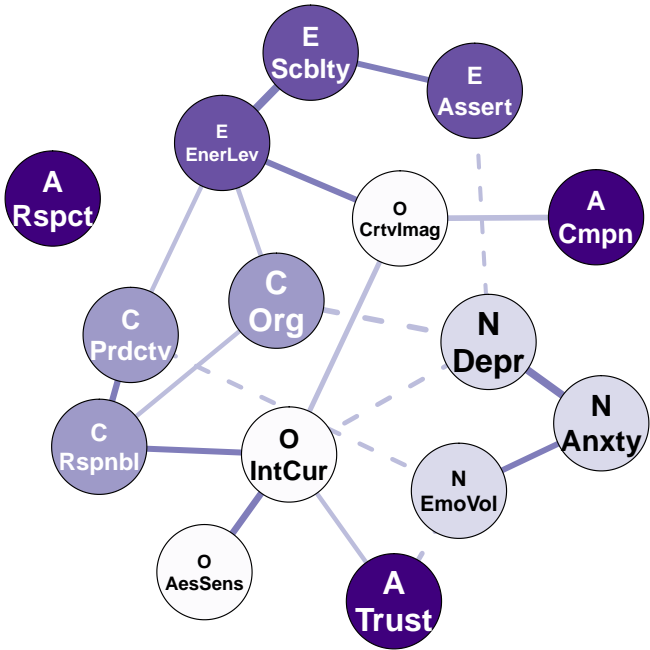 E
Scblty
E
Assert
E
EnerLev
A
Rspct
O
CrtvImag
A
Cmpn
C
Org
C
Prdctv
N
Depr
N
Anxty
C
Rspnbl
O
IntCur
N
EmoVol
O
AesSens
A
Trust